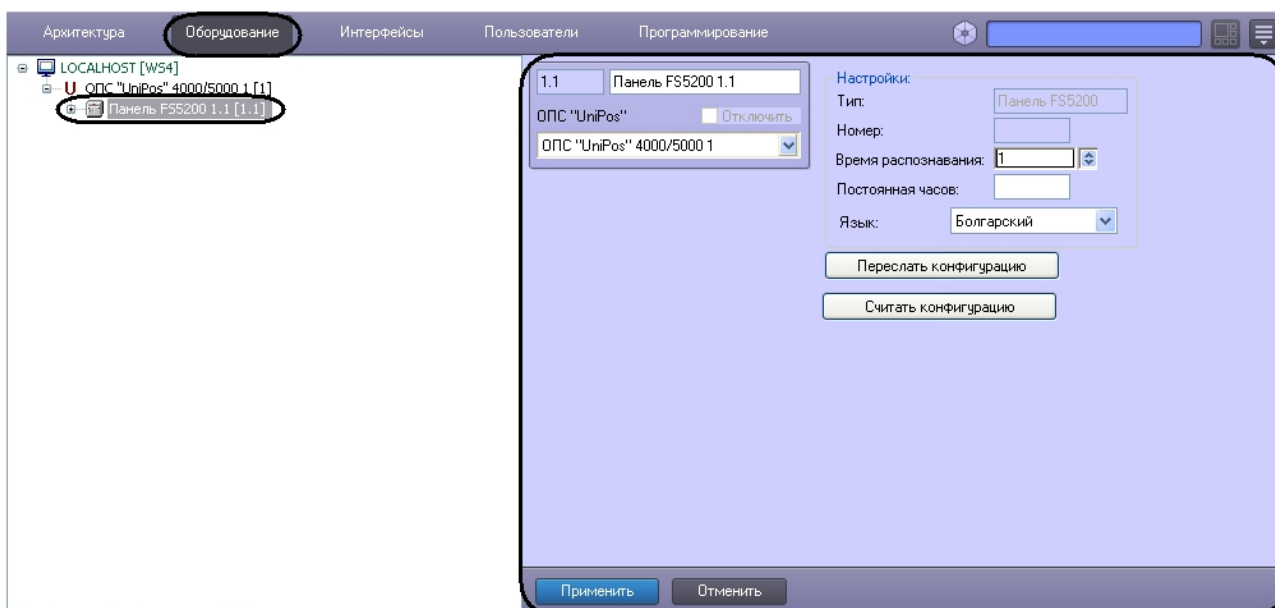 Архитектура Оборудование Интерфейсы Пользователи Программирование
LOCALHOST [WS4]
ОПС "UniPos" 4000/5000 1 [1]
Панель FS5200 1.1 [1.1]
1.1 Панель FS5200 1.1
ОПС "UniPos" Отключить
ОПС "UniPos" 4000/5000 1
Настройки:
Тип: Панель FS5200
Номер:
Время распознавания: 1
Постоянная часов:
Язык: Болгарский
Переслать конфигурацию
Считать конфигурацию
Применить Отменить